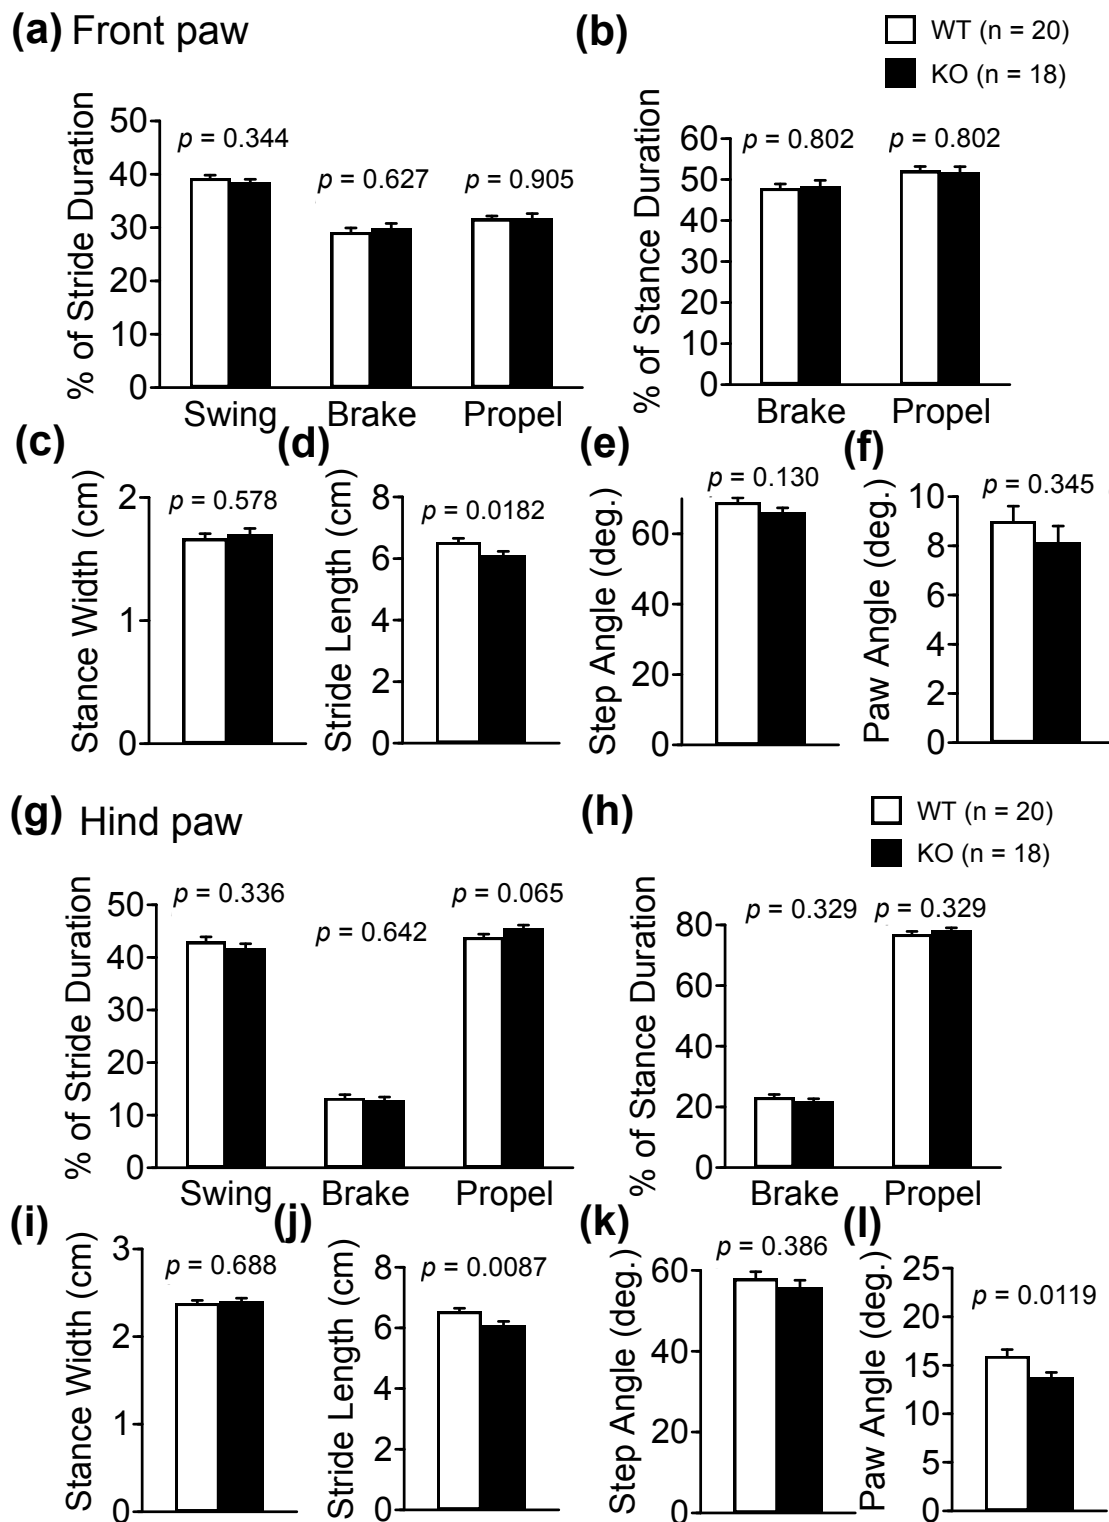 (a) Front paw
(b)
WT (n = 20)
KO (n = 18)
% of Stride Duration
50
40
30
20
10
0
p = 0.344
p = 0.627
p = 0.905
Swing Brake Propel
% of Stance Duration
60
50
40
30
20
10
0
p = 0.802
p = 0.802
Brake Propel
(c)
Stance Width (cm)
2
1
0
p = 0.578
(d)
Stride Length (cm)
8
6
4
2
0
p = 0.0182
(e)
Step Angle (deg.)
60
40
20
0
p = 0.130
(f)
Paw Angle (deg.)
10
8
6
4
2
0
p = 0.345
(g) Hind paw
(h)
WT (n = 20)
KO (n = 18)
% of Stride Duration
50
40
30
20
10
0
p = 0.336
p = 0.642
p = 0.065
Swing Brake Propel
% of Stance Duration
80
60
40
20
0
p = 0.329
p = 0.329
Brake Propel
(i)
Stance Width (cm)
3
2
1
0
p = 0.688
(j)
Stride Length (cm)
8
6
4
2
0
p = 0.0087
(k)
Step Angle (deg.)
60
40
20
0
p = 0.386
(l)
Paw Angle (deg.)
25
20
15
10
5
0
p = 0.0119